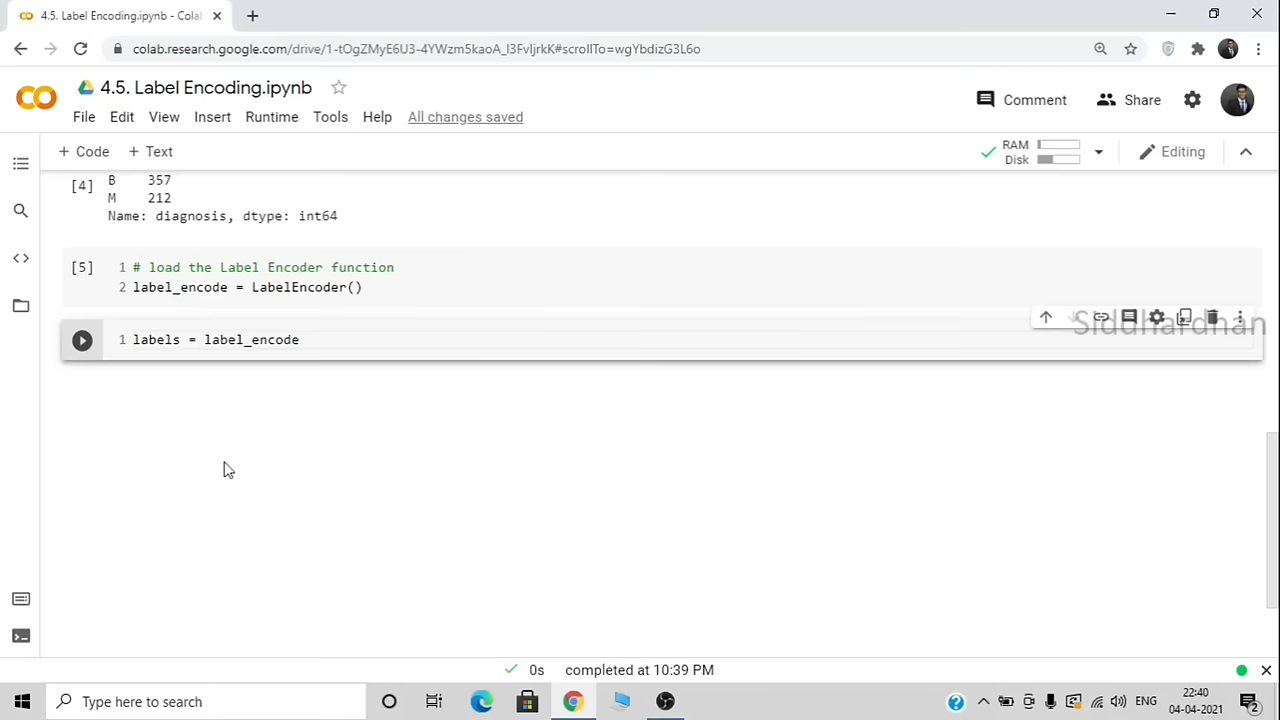 4.5. Label Encoding.ipynb - Cola
colab.research.google.com/drive/1-tOgZMyE6U3-4YWzm5kaoA_I3FvIjrkK#scrollTo=wgYbdizG3L6o
4.5. Label Encoding.ipynb
File Edit View Insert Runtime Tools Help All changes saved
Comment Share
+ Code + Text
RAM
Disk
Editing
[4]
B 357
M 212
Name: diagnosis, dtype: int64
[5]
1 # load the Label Encoder function
2 label_encode = LabelEncoder()
1 labels = label_encode
Siddhardhan
0s completed at 10:39 PM
Type here to search
ENG
22:40
04-04-2021
2